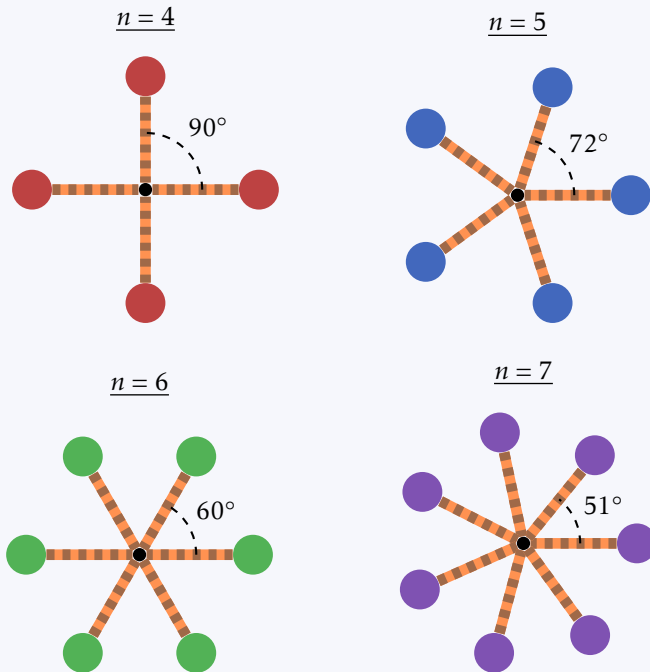 n = 4
n = 5
90°
72°
n = 6
n = 7
60°
51°